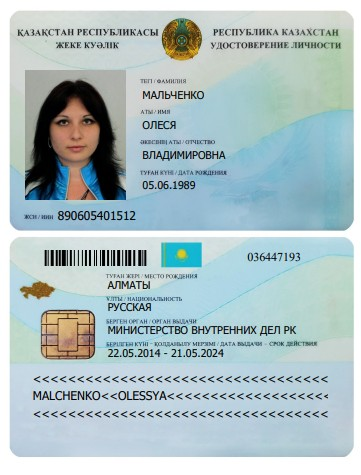 ҚАЗАҚСТАН РЕСПУБЛИКАСЫ
ЖЕКЕ КУӘЛІК
РЕСПУБЛИКА КАЗАХСТАН
УДОСТОВЕРЕНИЕ ЛИЧНОСТИ
ТЕГІ / ФАМИЛИЯ
МАЛЬЧЕНКО
АТЫ / ИМЯ
ОЛЕСЯ
ӘКЕСІНІҢ АТЫ / ОТЧЕСТВО
ВЛАДИМИРОВНА
ТУҒАН КҮНІ / ДАТА РОЖДЕНИЯ
05.06.1989
ЖСН / ИИН 890605401512
036447193
ТУҒАН ЖЕРІ / МЕСТО РОЖДЕНИЯ
АЛМАТЫ
ҰЛТЫ / НАЦИОНАЛЬНОСТЬ
РУССКАЯ
БЕРГЕН ОРГАН / ОРГАН ВЫДАЧИ
МИНИСТЕРСТВО ВНУТРЕННИХ ДЕЛ РК
БЕРІЛГЕН КҮНІ - ҚОЛДАНЫЛУ МЕРЗІМІ / ДАТА ВЫДАЧИ - СРОК ДЕЙСТВИЯ
22.05.2014 - 21.05.2024
<<<<<<<<<<<<<<<<<<<<<<<<<<<<<<<<<<<<
MALCHENKO<<OLESSYA<<<<<<<<<<<<<<<<<<
<<<<<<<<<<<<<<<<<<<<<<<<<<<<<<<<<<<<